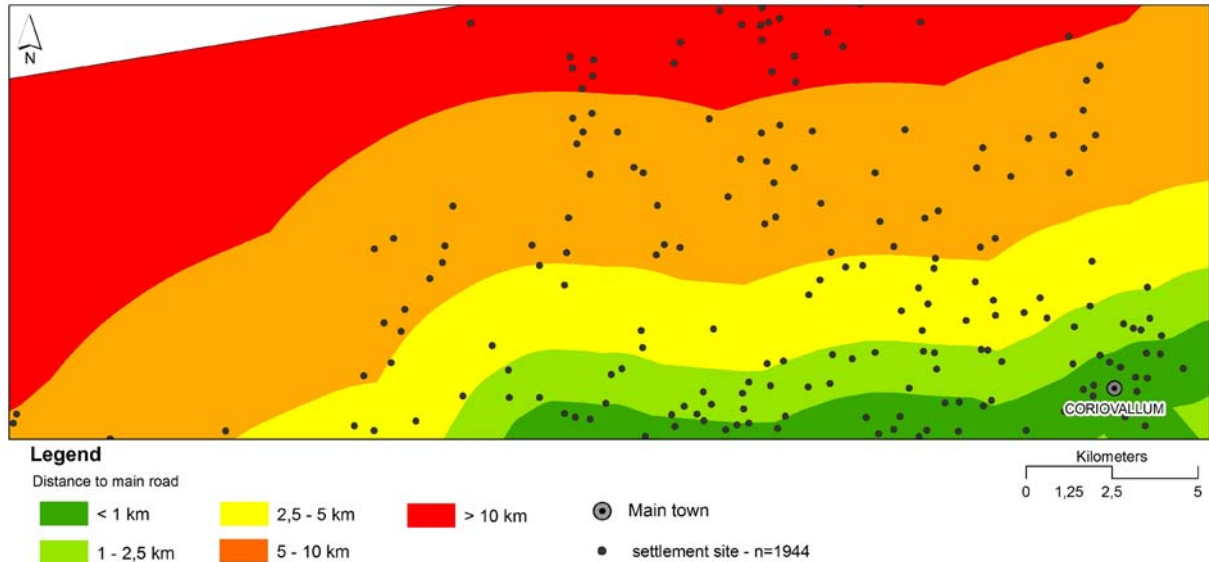 N
CORIOVALLUM
Legend
Distance to main road
< 1 km
1 - 2,5 km
2,5 - 5 km
5 - 10 km
> 10 km
Main town
settlement site - n=1944
Kilometers
0 1,25 2,5 5